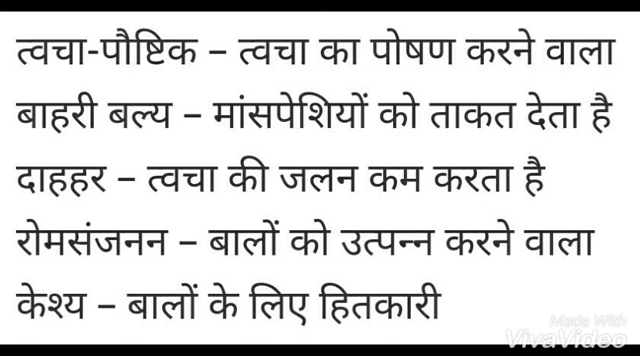 त्वचा-पौष्टिक – त्वचा का पोषण करने वाला
बाहरी बल्य – मांसपेशियों को ताकत देता है
दाहहर – त्वचा की जलन कम करता है
रोमसंजनन – बालों को उत्पन्न करने वाला
केश्य – बालों के लिए हितकारी
Made With
VivaVideo